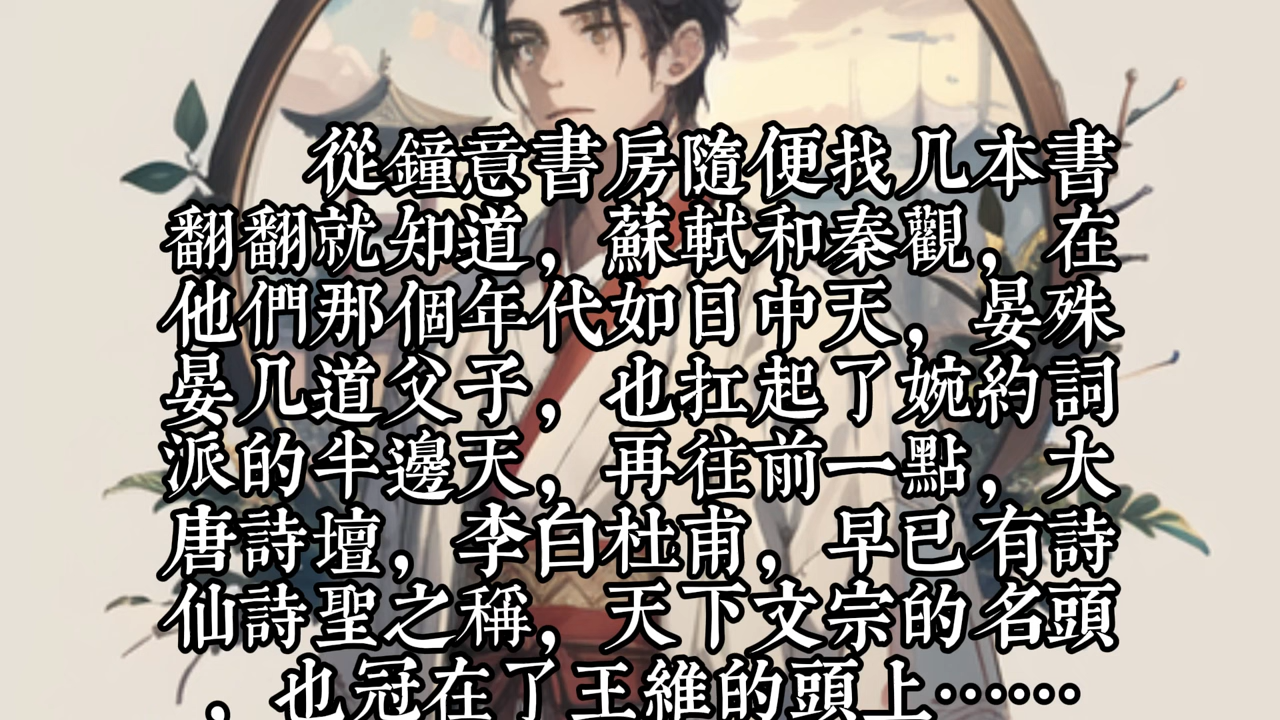 從鐘意書房隨便找几本書
翻翻就知道，蘇軾和秦觀，在
他們那個年代如日中天，晏殊
晏几道父子，也扛起了婉約詞
派的半邊天，再往前一點，大
唐詩壇，李白杜甫，早已有詩
仙詩聖之稱，天下文宗的名頭
，也冠在了王維的頭上……